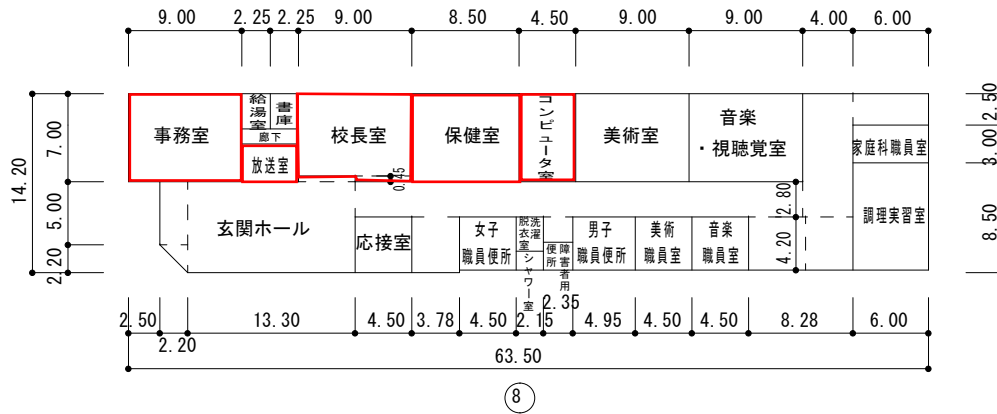 9.00 2.25 2.25 9.00 8.50 4.50 9.00 9.00 4.00 6.00
14.20
7.00
5.00
2.20
事務室
給湯室
書庫
廊下
放送室
校長室
0.45
保健室
コンピュータ室
美術室
音楽
・視聴覚室
家庭科職員室
調理実習室
2.50
3.00
8.50
2.80
4.20
玄関ホール
応接室
女子
職員便所
洗濯
脱衣室
シャワー室
障害者用
便所
男子
職員便所
美術
職員室
音楽
職員室
2.50 2.20 13.30 4.50 3.78 4.50 2.15 2.35 4.95 4.50 4.50 8.28 6.00
63.50
8